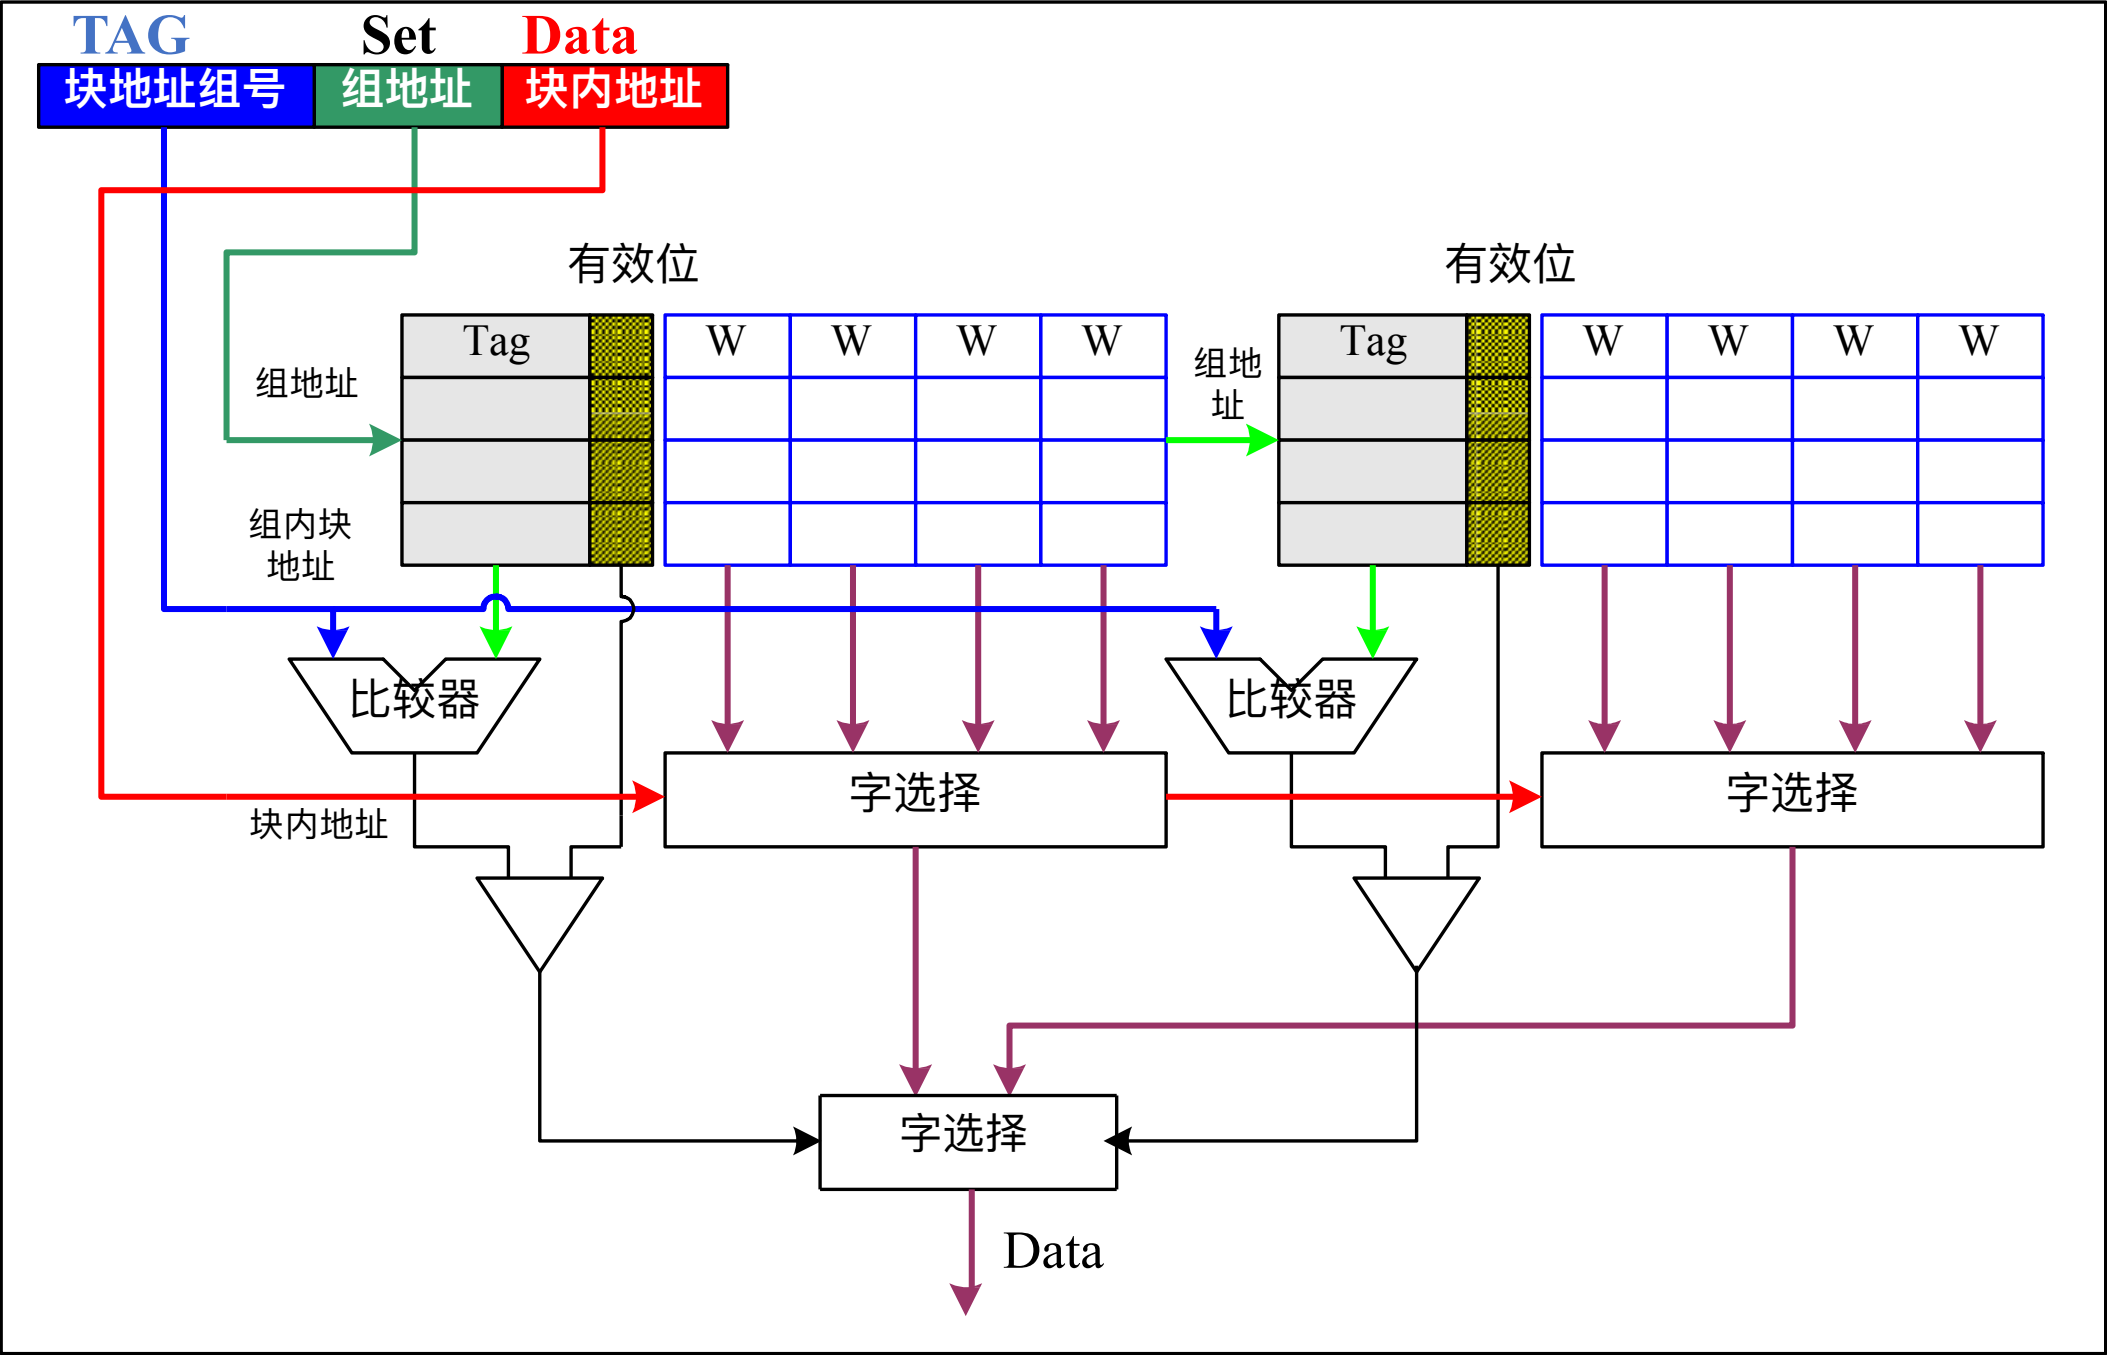 TAG Set Data
块地址组号 组地址 块内地址
有效位 有效位
Tag W W W W Tag W W W W
组地址
组地
址
组内块
地址
比较器 比较器
字选择 字选择
块内地址
字选择
Data